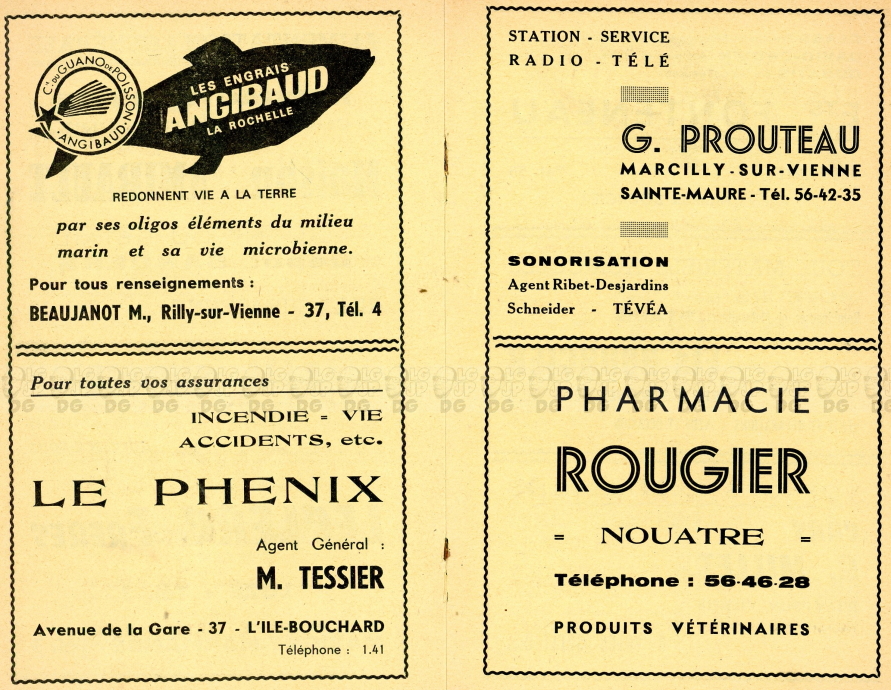 Cie DU GUANO DE POISSON
ANGIBAUD
LES ENGRAIS
ANGIBAUD
LA ROCHELLE
REDONNENT VIE A LA TERRE
par ses oligos éléments du milieu
marin et sa vie microbienne.
Pour tous renseignements :
BEAUJANOT M., Rilly-sur-Vienne - 37, Tél. 4
Pour toutes vos assurances
INCENDIE = VIE
ACCIDENTS, etc.
LE PHENIX
Agent Général :
M. TESSIER
Avenue de la Gare - 37 - L'ILE-BOUCHARD
Téléphone : 1.41
STATION - SERVICE
RADIO - TÉLÉ
G. PROUTEAU
MARCILLY-SUR-VIENNE
SAINTE-MAURE - Tél. 56-42-35
SONORISATION
Agent Ribet-Desjardins
Schneider - TÉVÉA
PHARMACIE
ROUGIER
= NOUATRE =
Téléphone : 56-46-28
PRODUITS VÉTÉRINAIRES